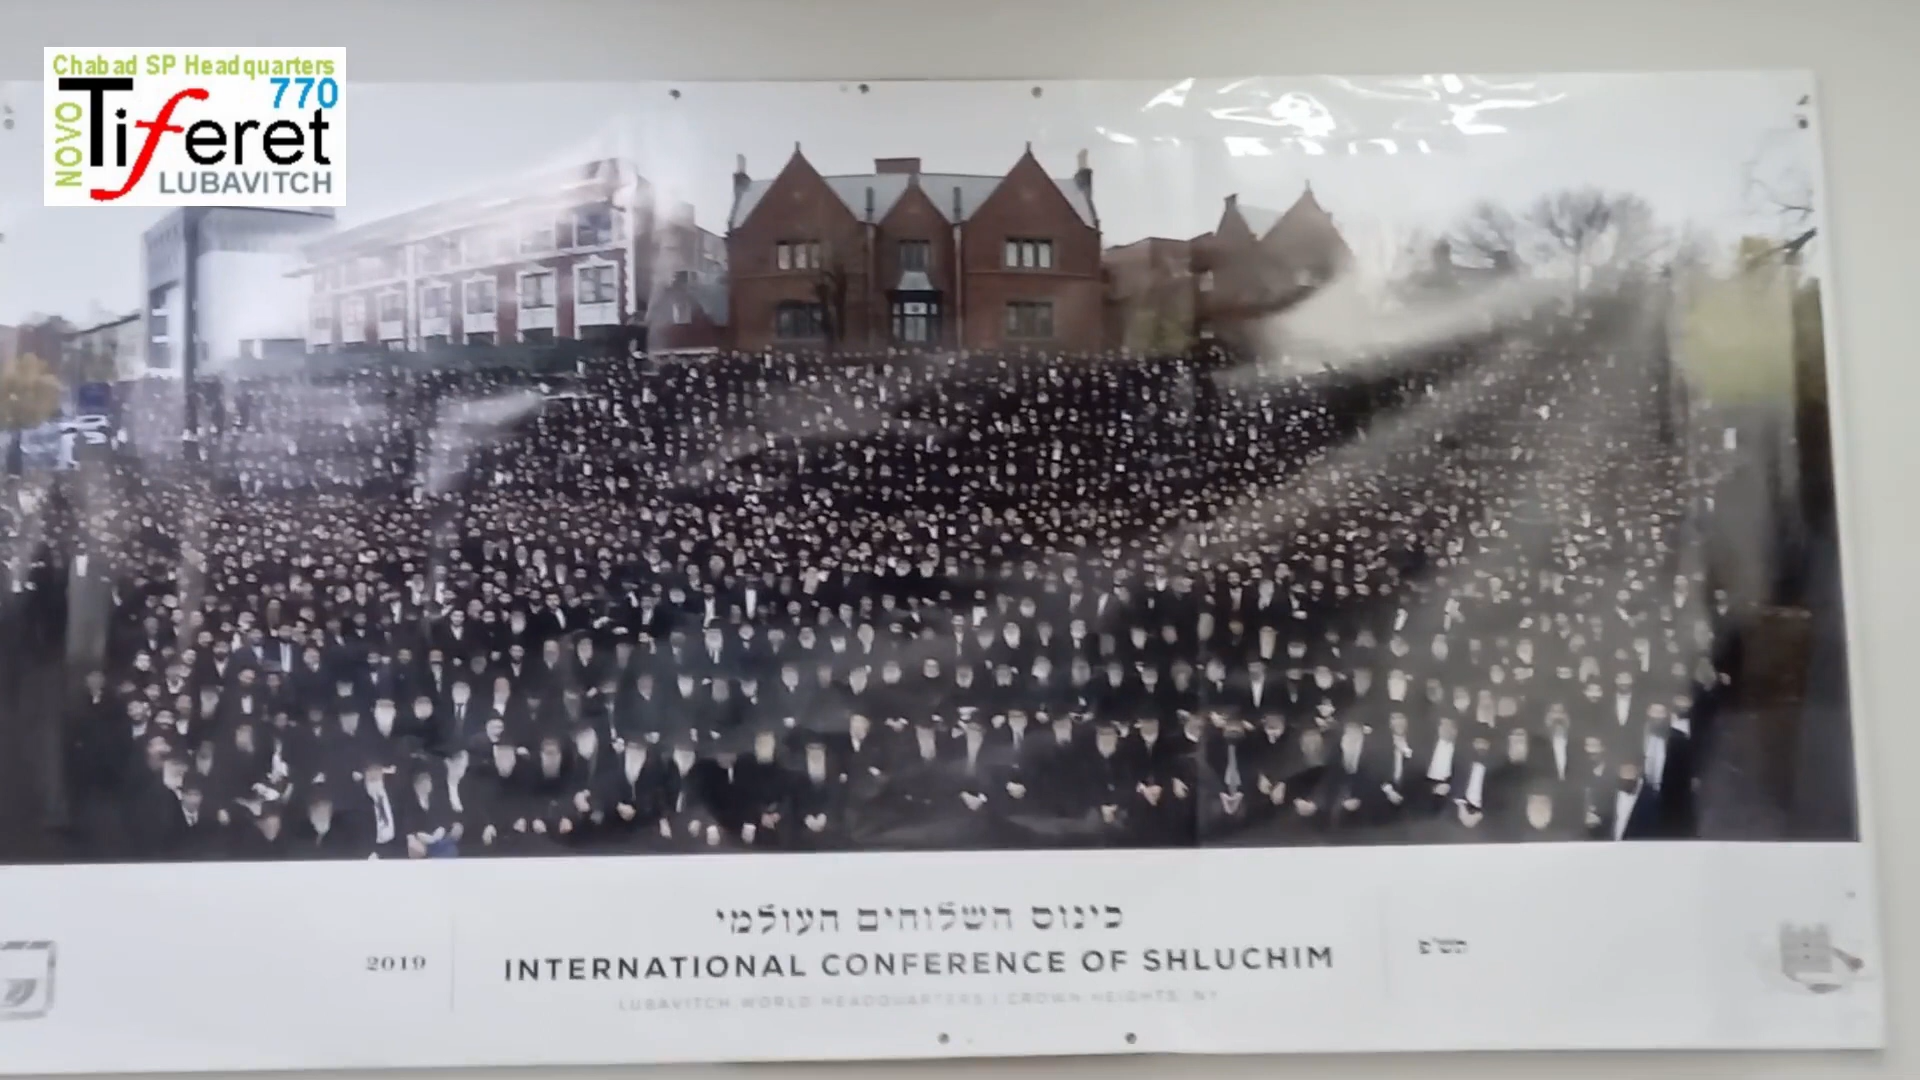 Chabad SP Headquarters
770
NOVO
Tiferet
LUBAVITCH
כינוס השלוחים העולמי
2019
INTERNATIONAL CONFERENCE OF SHLUCHIM
תש״פ
LUBAVITCH WORLD HEADQUARTERS | CROWN HEIGHTS, NY